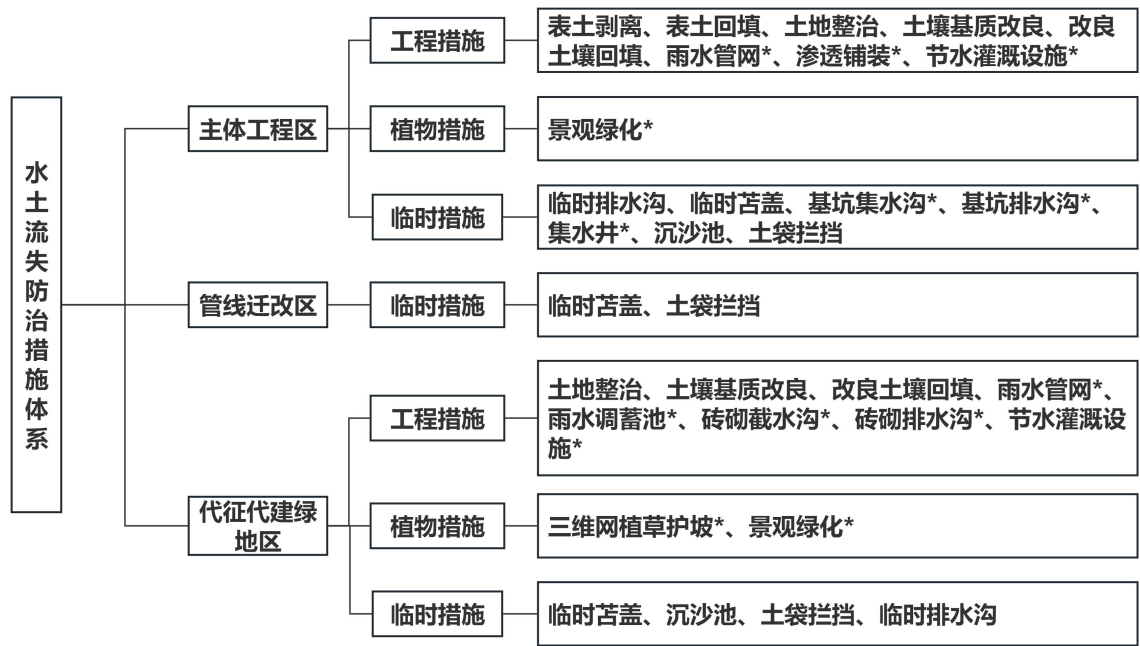 水土流失防治措施体系
主体工程区
工程措施
表土剥离、表土回填、土地整治、土壤基质改良、改良
土壤回填、雨水管网*、渗透铺装*、节水灌溉设施*
植物措施
景观绿化*
临时措施
临时排水沟、临时苫盖、基坑集水沟*、基坑排水沟*、
集水井*、沉沙池、土袋拦挡
管线迁改区
临时措施
临时苫盖、土袋拦挡
代征代建绿
地区
工程措施
土地整治、土壤基质改良、改良土壤回填、雨水管网*、
雨水调蓄池*、砖砌截水沟*、砖砌排水沟*、节水灌溉设
施*
植物措施
三维网植草护坡*、景观绿化*
临时措施
临时苫盖、沉沙池、土袋拦挡、临时排水沟